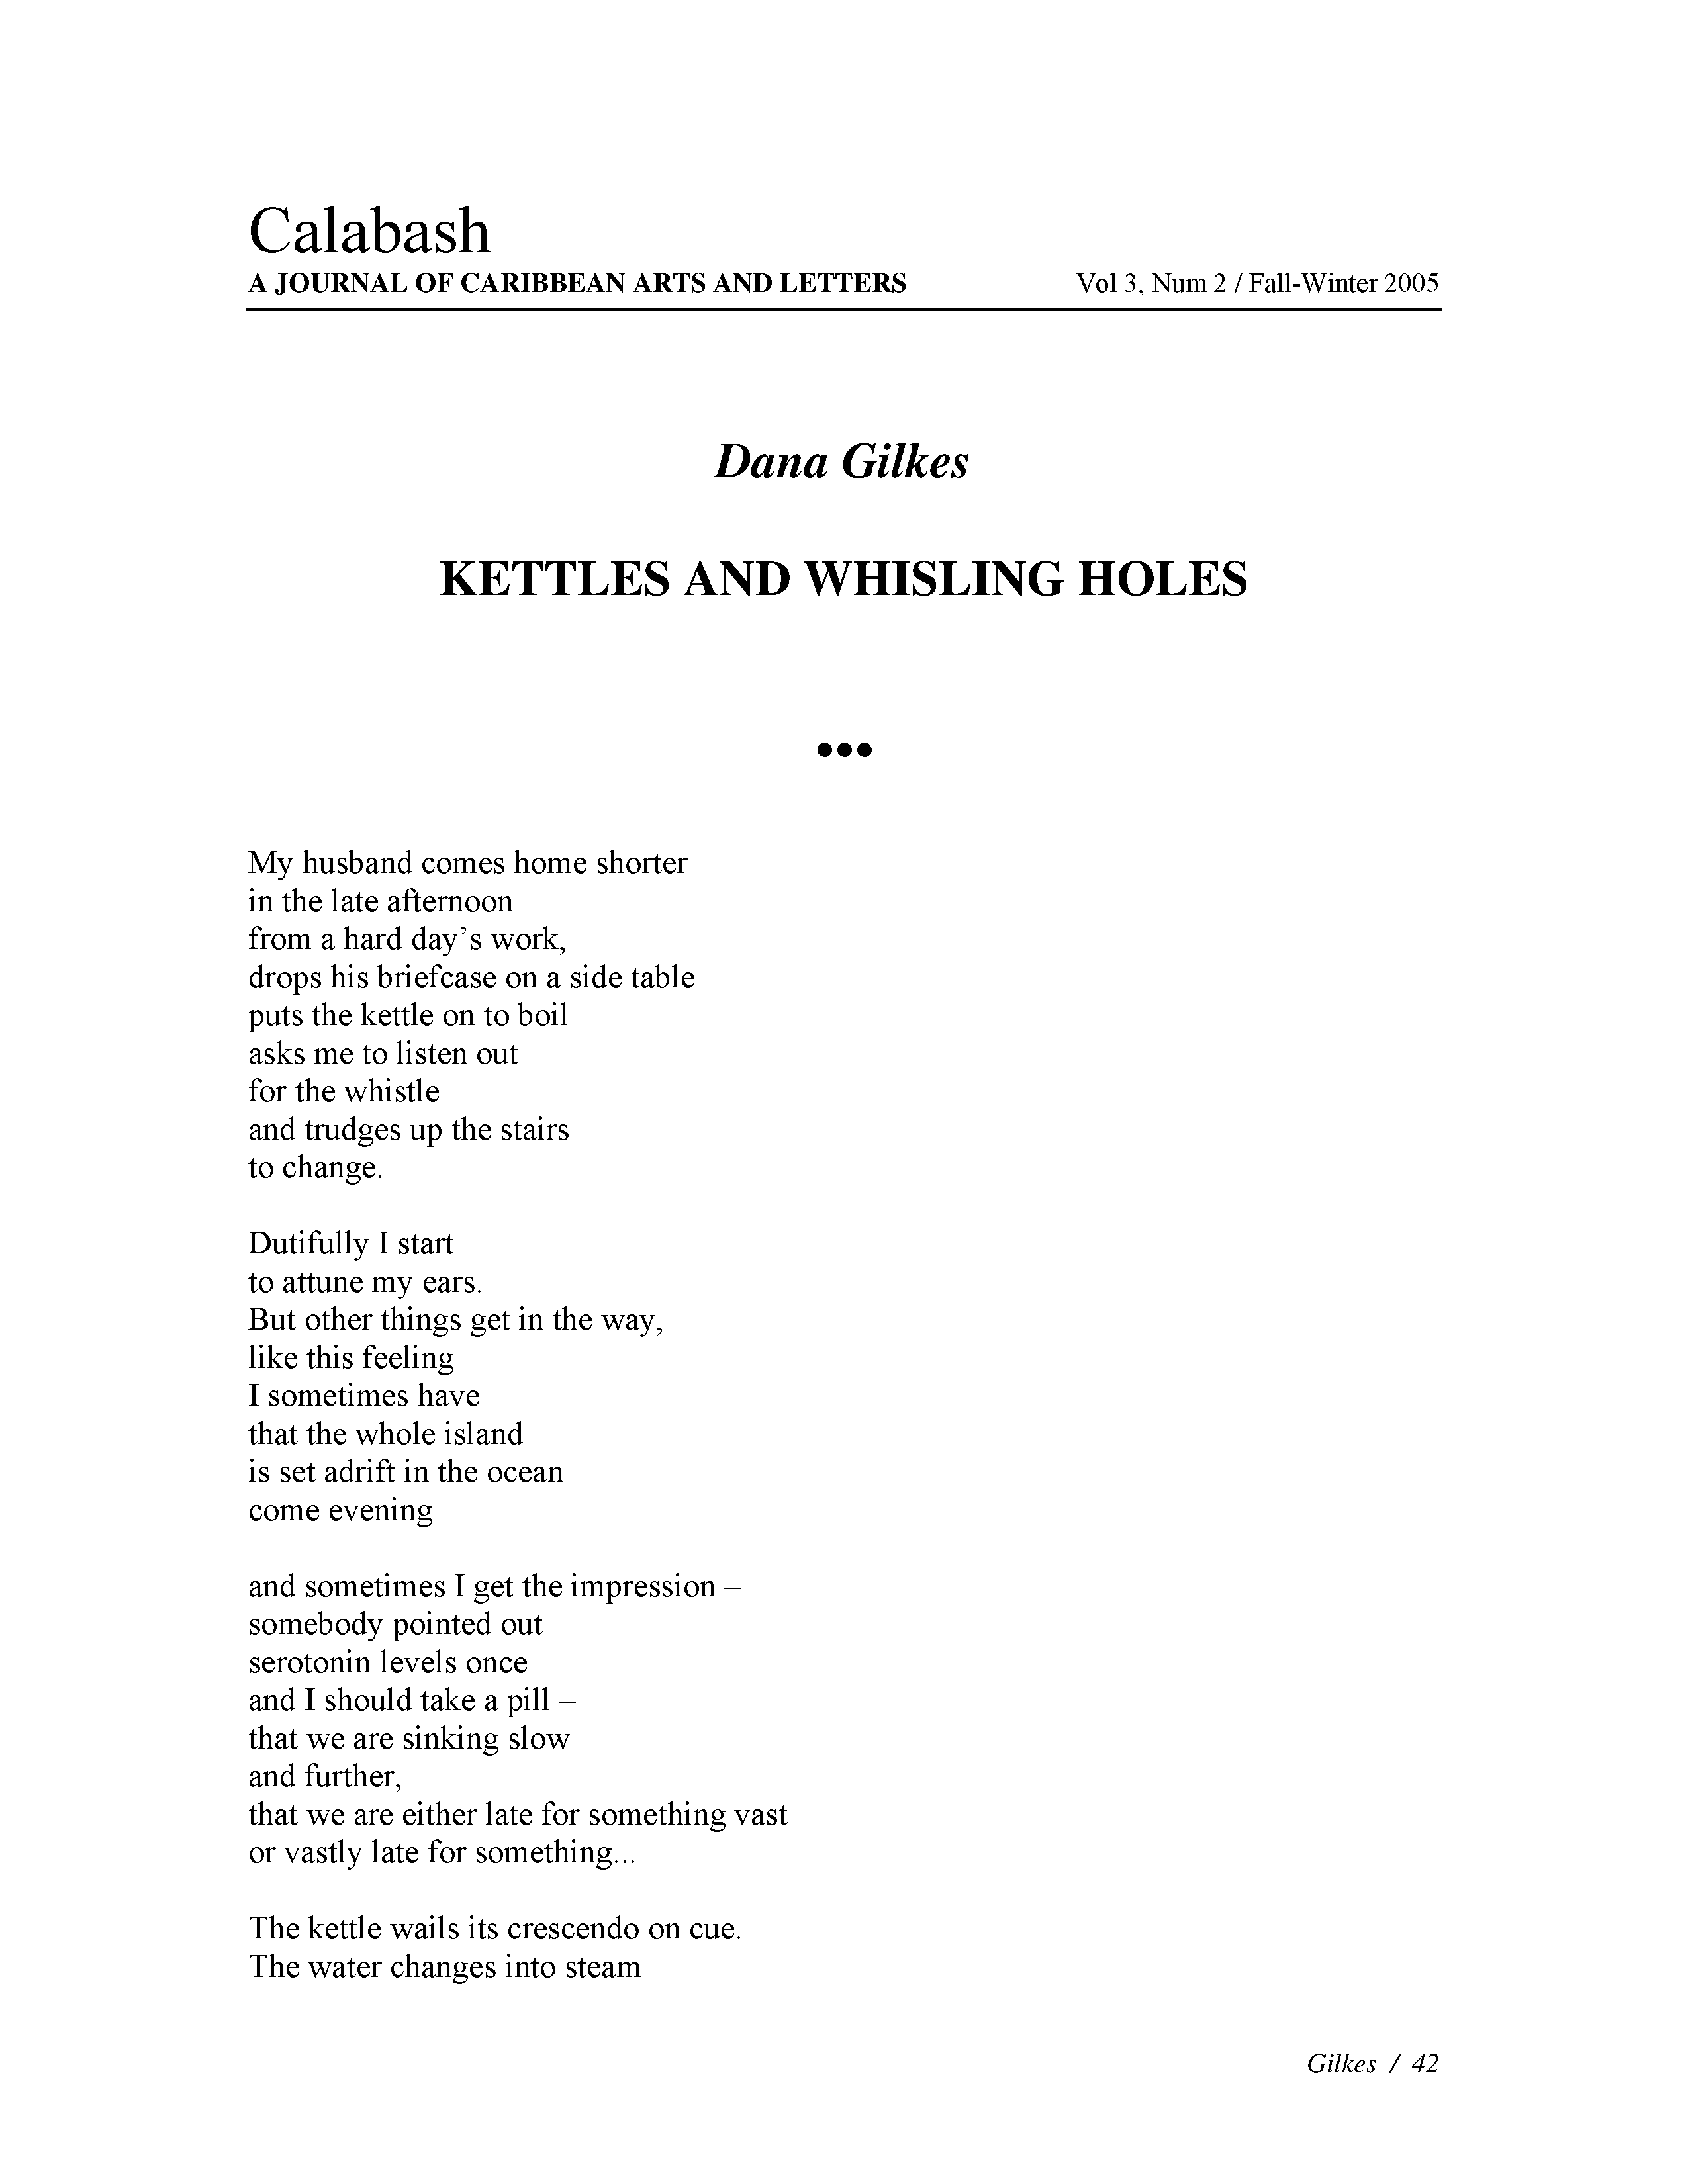 Calabash
A JOURNAL OF CARIBBEAN ARTS AND LETTERS Vol 3, Num 2 / Fall-Winter 2005
Dana Gilkes
KETTLES AND WHISLING HOLES
•••
My husband comes home shorter
in the late afternoon
from a hard day’s work,
drops his briefcase on a side table
puts the kettle on to boil
asks me to listen out
for the whistle
and trudges up the stairs
to change.
Dutifully I start
to attune my ears.
But other things get in the way,
like this feeling
I sometimes have
that the whole island
is set adrift in the ocean
come evening
and sometimes I get the impression –
somebody pointed out
serotonin levels once
and I should take a pill –
that we are sinking slow
and further,
that we are either late for something vast
or vastly late for something...
The kettle wails its crescendo on cue.
The water changes into steam
Gilkes / 42